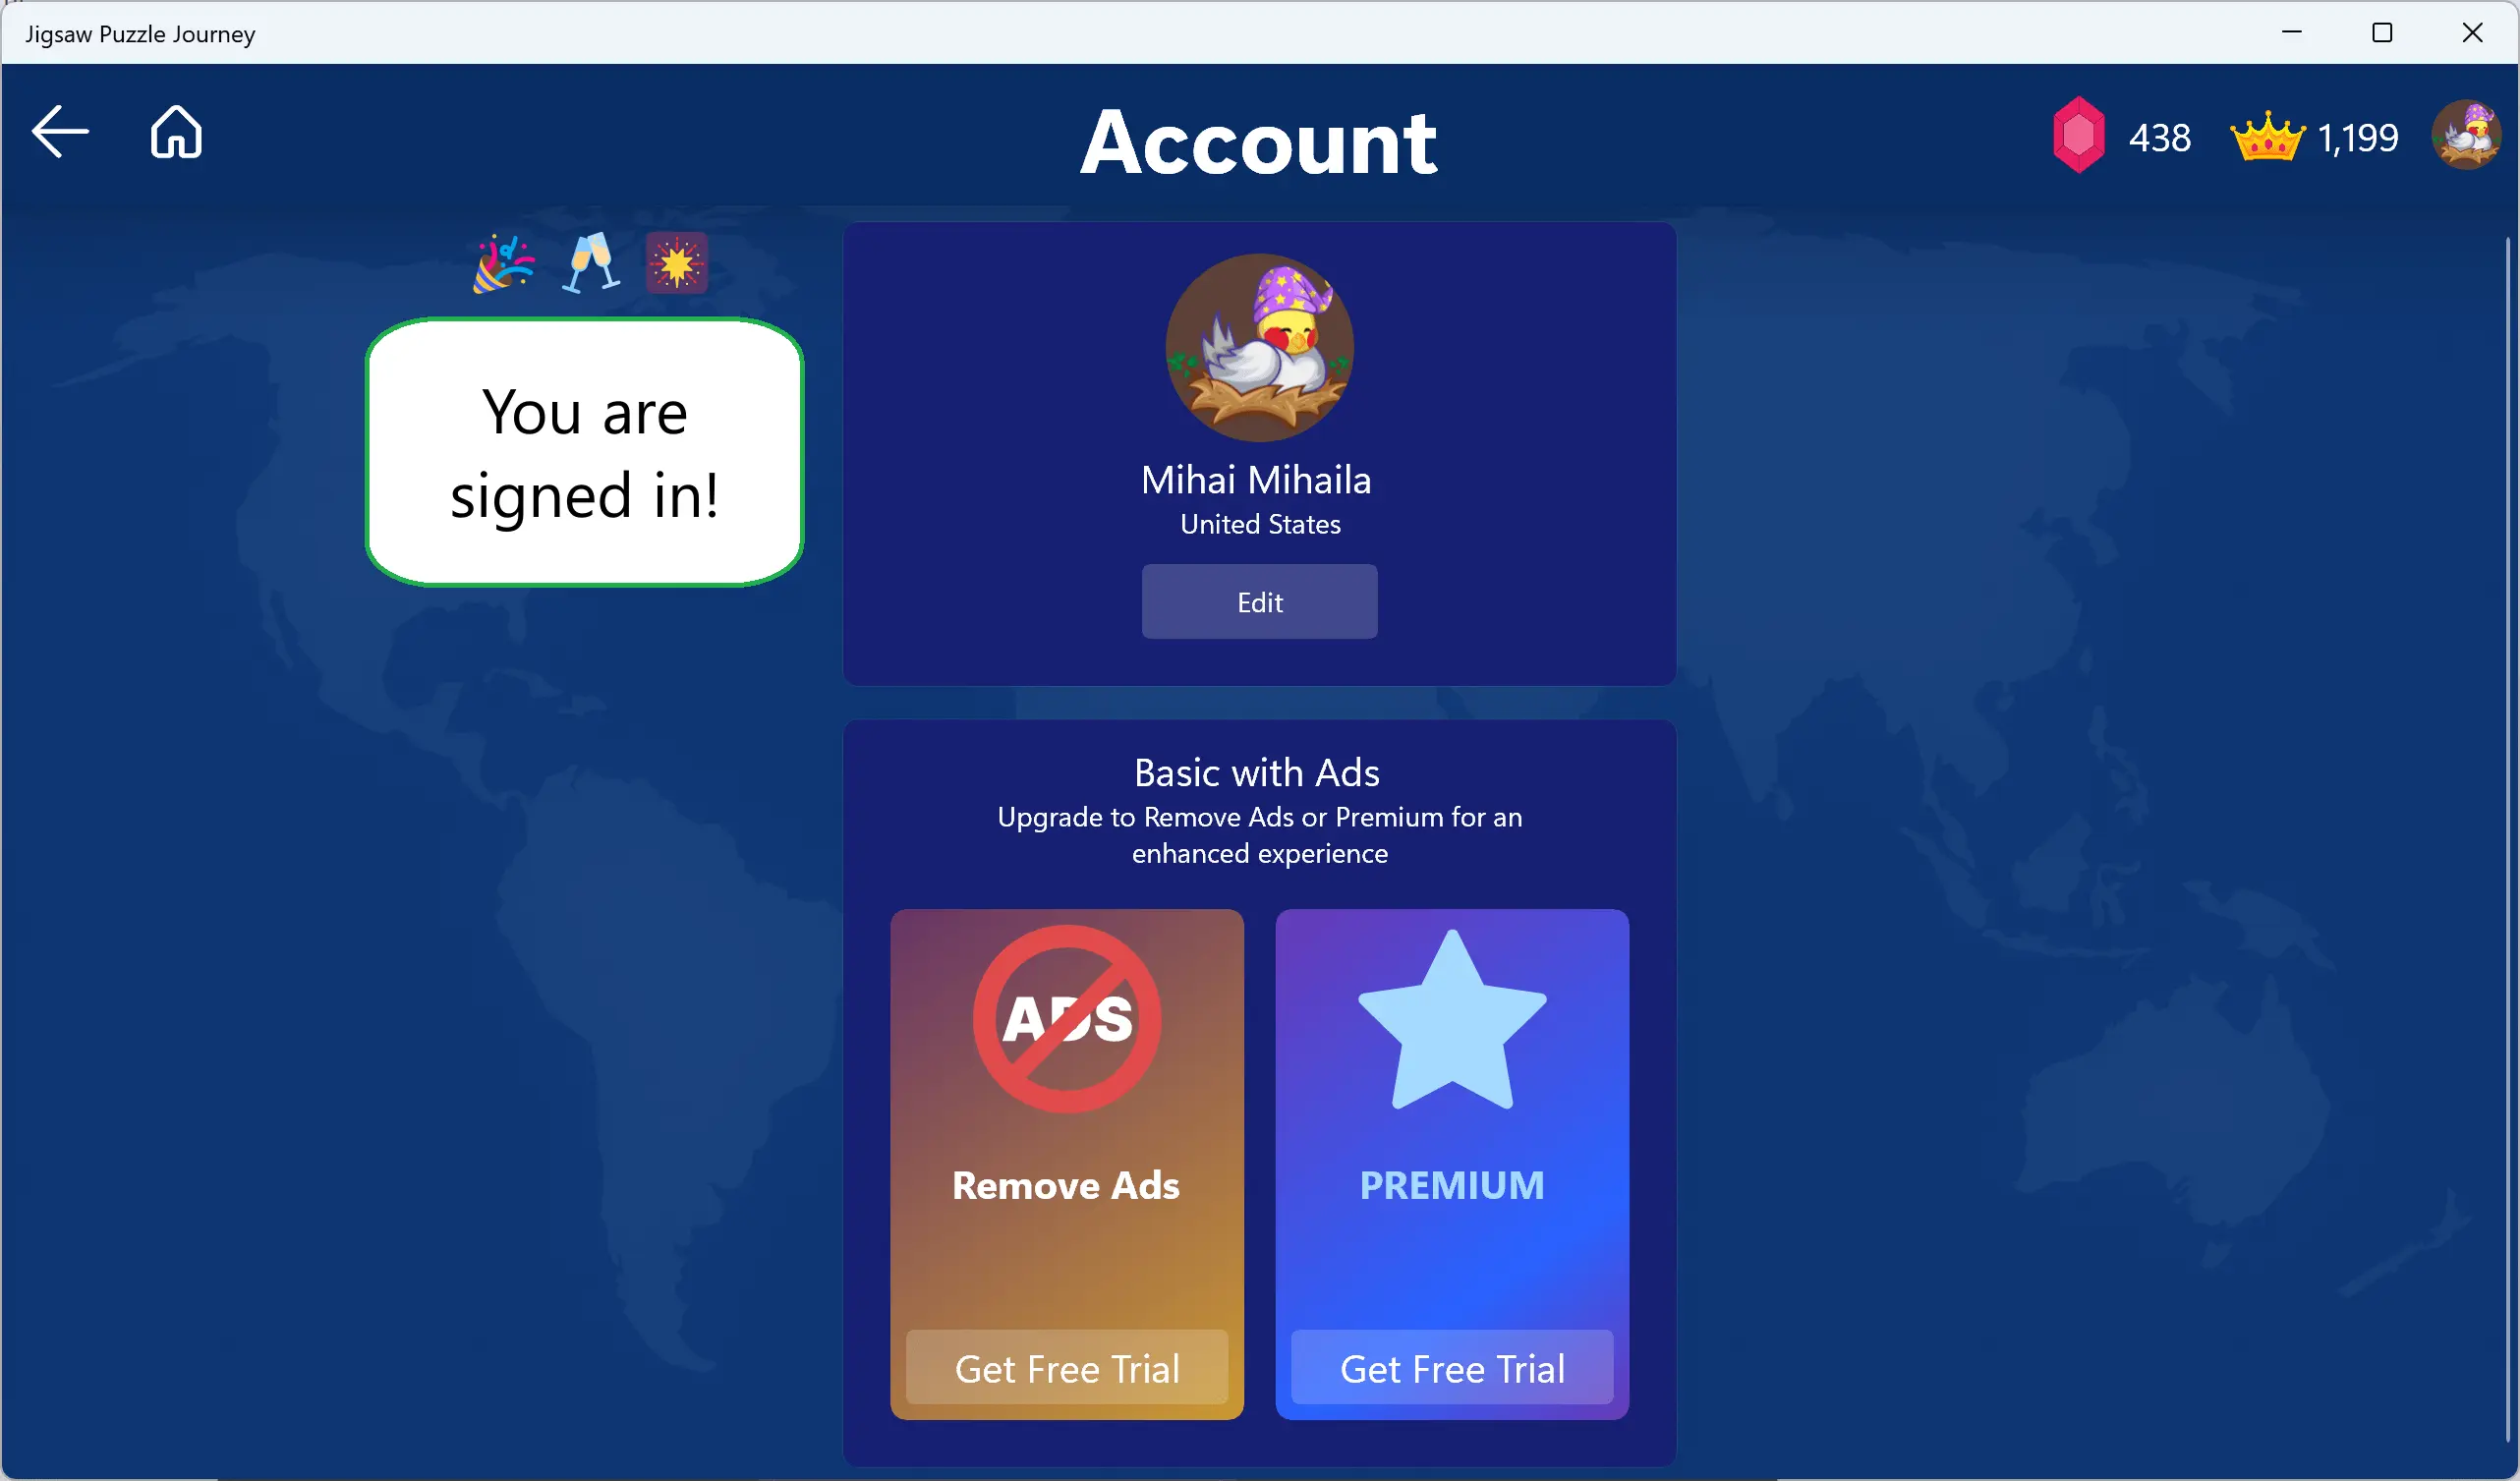 Jigsaw Puzzle Journey
Account
438
1,199
You are
signed in!
Mihai Mihaila
United States
Edit
Basic with Ads
Upgrade to Remove Ads or Premium for an
enhanced experience
ADS
Remove Ads
Get Free Trial
PREMIUM
Get Free Trial